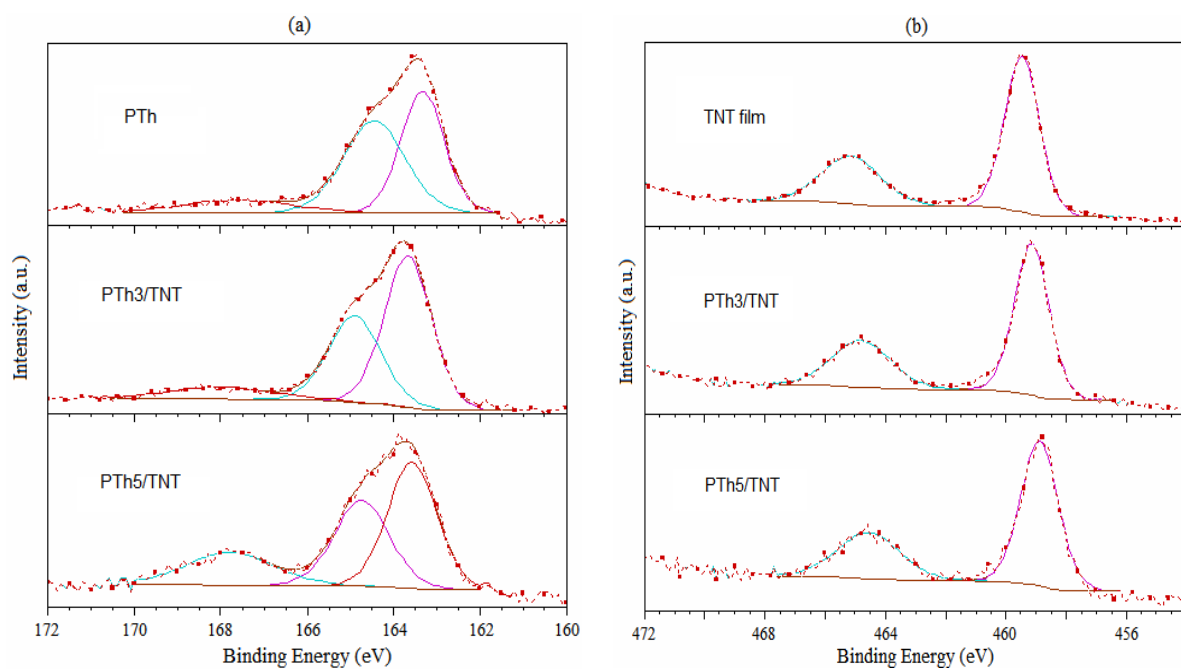 (a)
PTh
PTh3/TNT
PTh5/TNT
Intensity (a.u.)
172 170 168 166 164 162 160
Binding Energy (eV)
(b)
TNT film
PTh3/TNT
PTh5/TNT
Intensity (a.u.)
472 468 464 460 456
Binding Energy (eV)